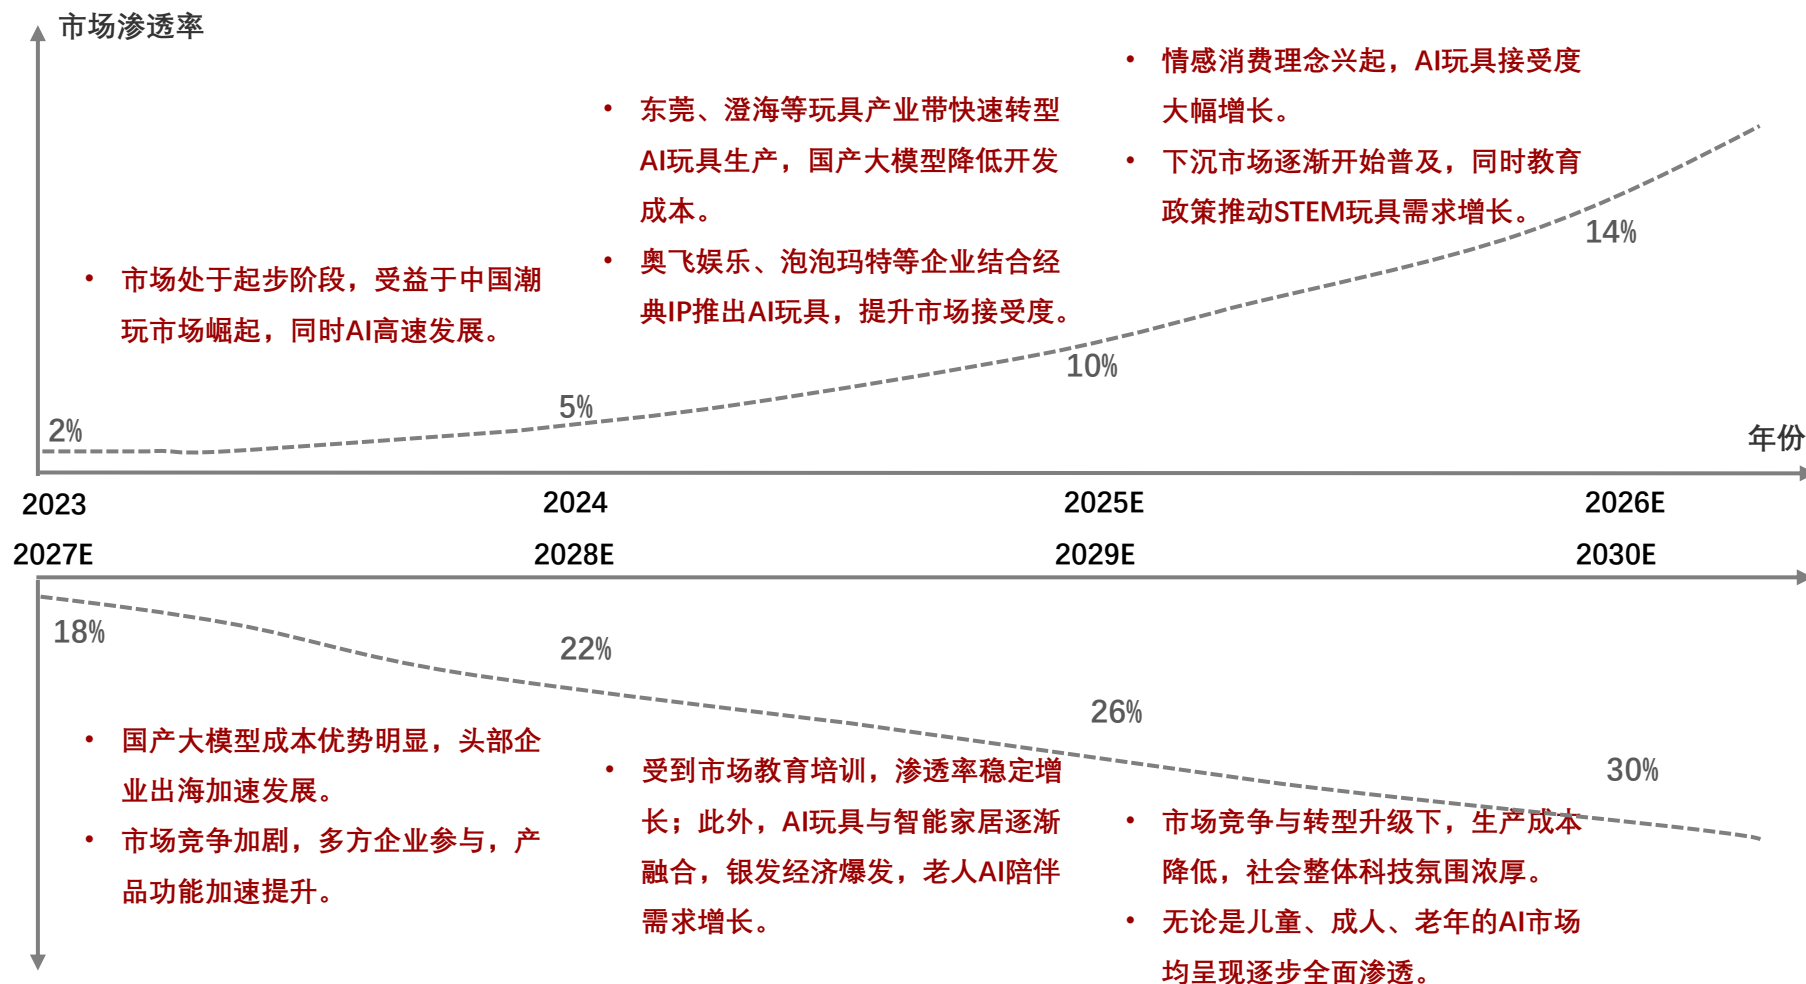 市场渗透率
• 情感消费理念兴起，AI玩具接受度
大幅增长。
• 下沉市场逐渐开始普及，同时教育
政策推动STEM玩具需求增长。
• 东莞、澄海等玩具产业带快速转型
AI玩具生产，国产大模型降低开发
成本。
• 奥飞娱乐、泡泡玛特等企业结合经
典IP推出AI玩具，提升市场接受度。
• 市场处于起步阶段，受益于中国潮
玩市场崛起，同时AI高速发展。
2%
5%
10%
14%
年份
2023
2024
2025E
2026E
2027E
2028E
2029E
2030E
18%
22%
26%
30%
• 国产大模型成本优势明显，头部企
业出海加速发展。
• 市场竞争加剧，多方企业参与，产
品功能加速提升。
• 受到市场教育培训，渗透率稳定增
长；此外，AI玩具与智能家居逐渐
融合，银发经济爆发，老人AI陪伴
需求增长。
• 市场竞争与转型升级下，生产成本
降低，社会整体科技氛围浓厚。
• 无论是儿童、成人、老年的AI市场
均呈现逐步全面渗透。